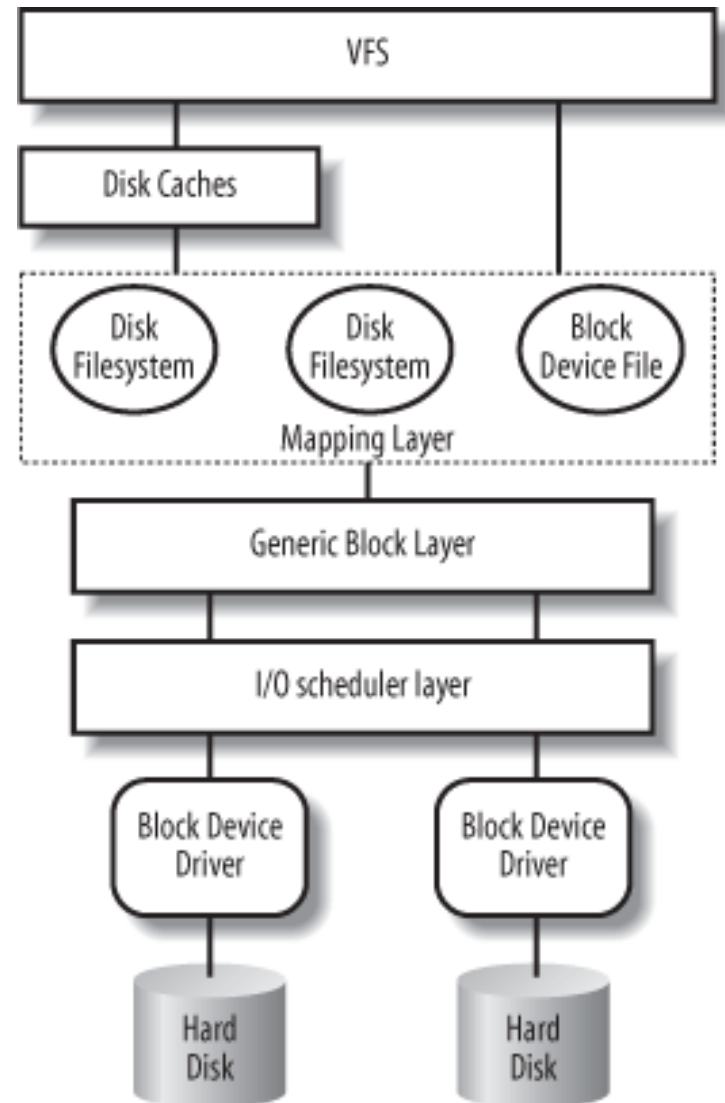 VFS
Disk Caches
Disk
Filesystem
Disk
Filesystem
Block
Device File
Mapping Layer
Generic Block Layer
I/O scheduler layer
Block Device
Driver
Block Device
Driver
Hard
Disk
Hard
Disk